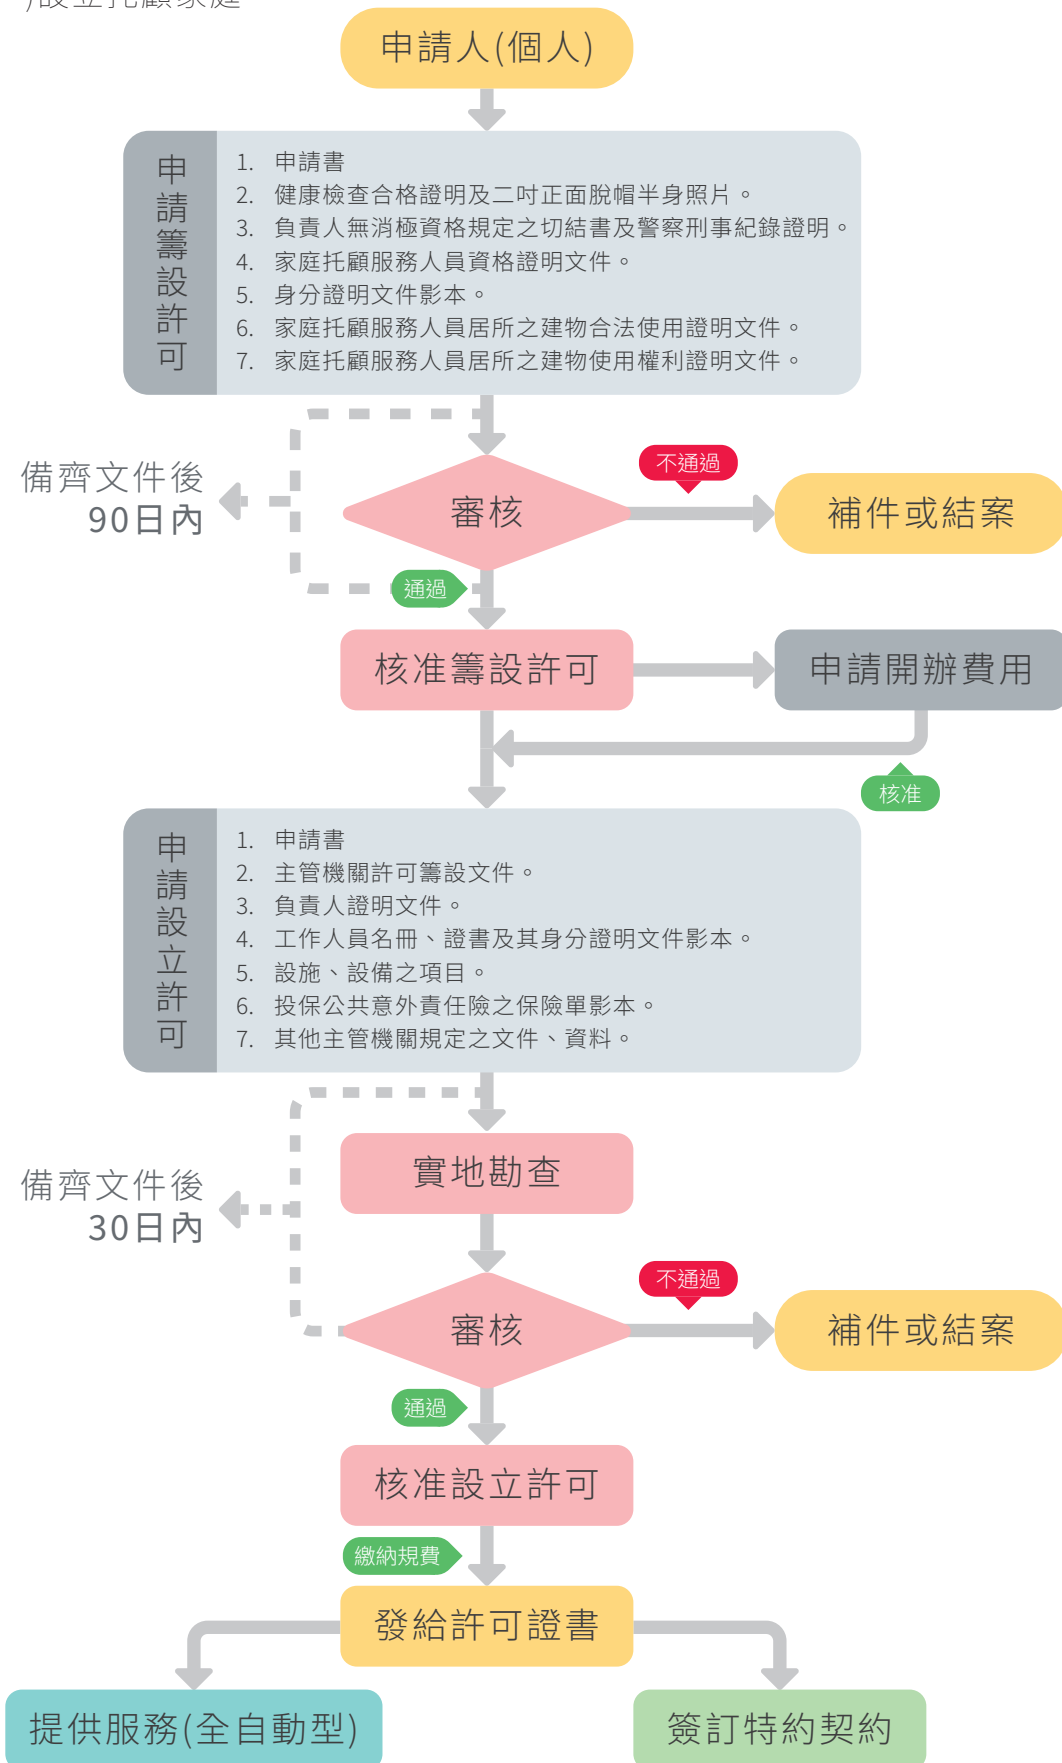 )設立托顧家庭
申請人(個人)
申請籌設許可
1. 申請書
2. 健康檢查合格證明及二吋正面脫帽半身照片。
3. 負責人無消極資格規定之切結書及警察刑事紀錄證明。
4. 家庭托顧服務人員資格證明文件。
5. 身分證明文件影本。
6. 家庭托顧服務人員居所之建物合法使用證明文件。
7. 家庭托顧服務人員居所之建物使用權利證明文件。
備齊文件後
90日內
審核
不通過
補件或結案
通過
核准籌設許可
申請開辦費用
核准
申請設立許可
1. 申請書
2. 主管機關許可籌設文件。
3. 負責人證明文件。
4. 工作人員名冊、證書及其身分證明文件影本。
5. 設施、設備之項目。
6. 投保公共意外責任險之保險單影本。
7. 其他主管機關規定之文件、資料。
備齊文件後
30日內
實地勘查
審核
不通過
補件或結案
通過
核准設立許可
繳納規費
發給許可證書
提供服務(全自動型)
簽訂特約契約